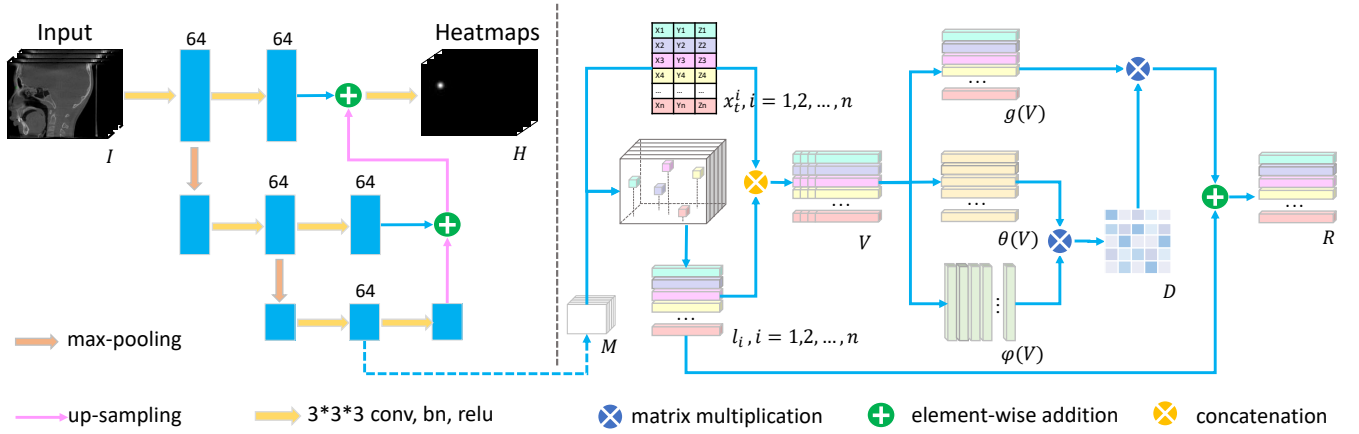 Input
Heatmaps
64
64
I
H
64
64
64
M
max-pooling
up-sampling
3*3*3 conv, bn, relu
X1 Y1 Z1
X2 Y2 Z2
X3 Y3 Z3
X4 Y4 Z4
... ... ...
Xn Yn Zn
x_t^i, i = 1,2, ..., n
...
l_i, i = 1,2, ..., n
...
V
...
g(V)
...
θ(V)
...
φ(V)
D
...
R
matrix multiplication
element-wise addition
concatenation